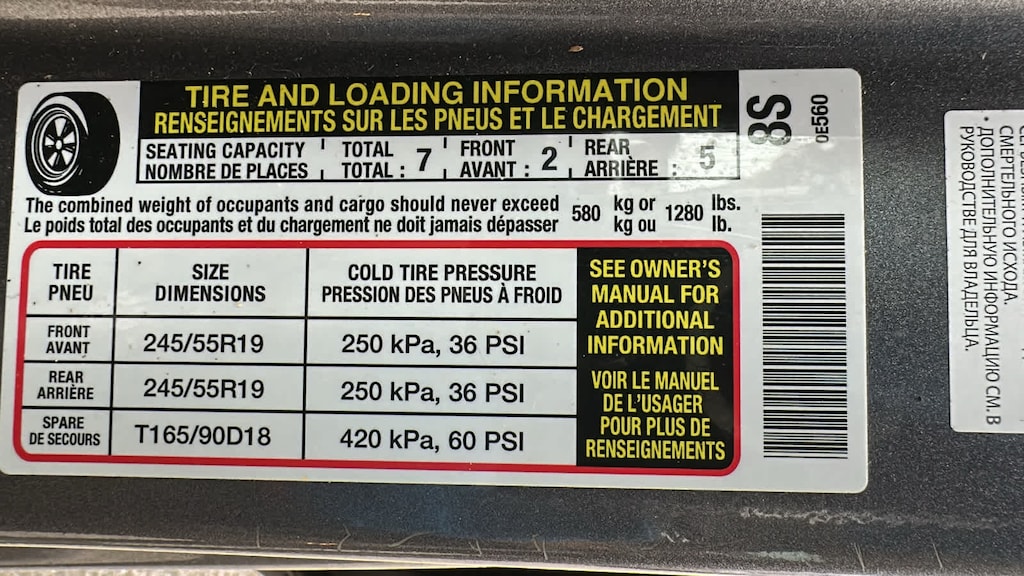 TIRE AND LOADING INFORMATION
RENSEIGNEMENTS SUR LES PNEUS ET LE CHARGEMENT
SEATING CAPACITY TOTAL 7 FRONT 2 REAR 5
NOMBRE DE PLACES TOTAL : AVANT : ARRIÈRE :
The combined weight of occupants and cargo should never exceed 580 kg or 1280 lbs.
Le poids total des occupants et du chargement ne doit jamais dépasser kg ou lb.
TIRE SIZE COLD TIRE PRESSURE
PNEU DIMENSIONS PRESSION DES PNEUS À FROID
FRONT
AVANT 245/55R19 250 kPa, 36 PSI
REAR
ARRIÈRE 245/55R19 250 kPa, 36 PSI
SPARE
DE SECOURS T165/90D18 420 kPa, 60 PSI
SEE OWNER'S
MANUAL FOR
ADDITIONAL
INFORMATION
VOIR LE MANUEL
DE L'USAGER
POUR PLUS DE
RENSEIGNEMENTS
8S
0E560
СМЕРТЕЛЬНОГО ИСХОДА.
ДОПОЛНИТЕЛЬНУЮ ИНФОРМАЦИЮ СМ. В
РУКОВОДСТВЕ ДЛЯ ВЛАДЕЛЬЦА.